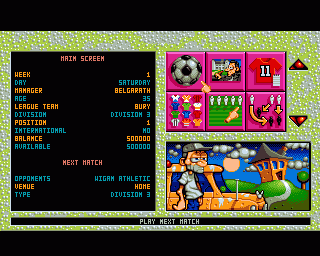 MAIN SCREEN
WEEK 1
DAY SATURDAY
MANAGER BELGARATH
AGE 35
LEAGUE TEAM BURY
DIVISION DIVISION 3
POSITION 1
INTERNATIONAL NO
BALANCE 500000
AVAILABLE 500000
NEXT MATCH
OPPONENTS WIGAN ATHLETIC
VENUE HOME
TYPE DIVISION 3
11
PLAY NEXT MATCH